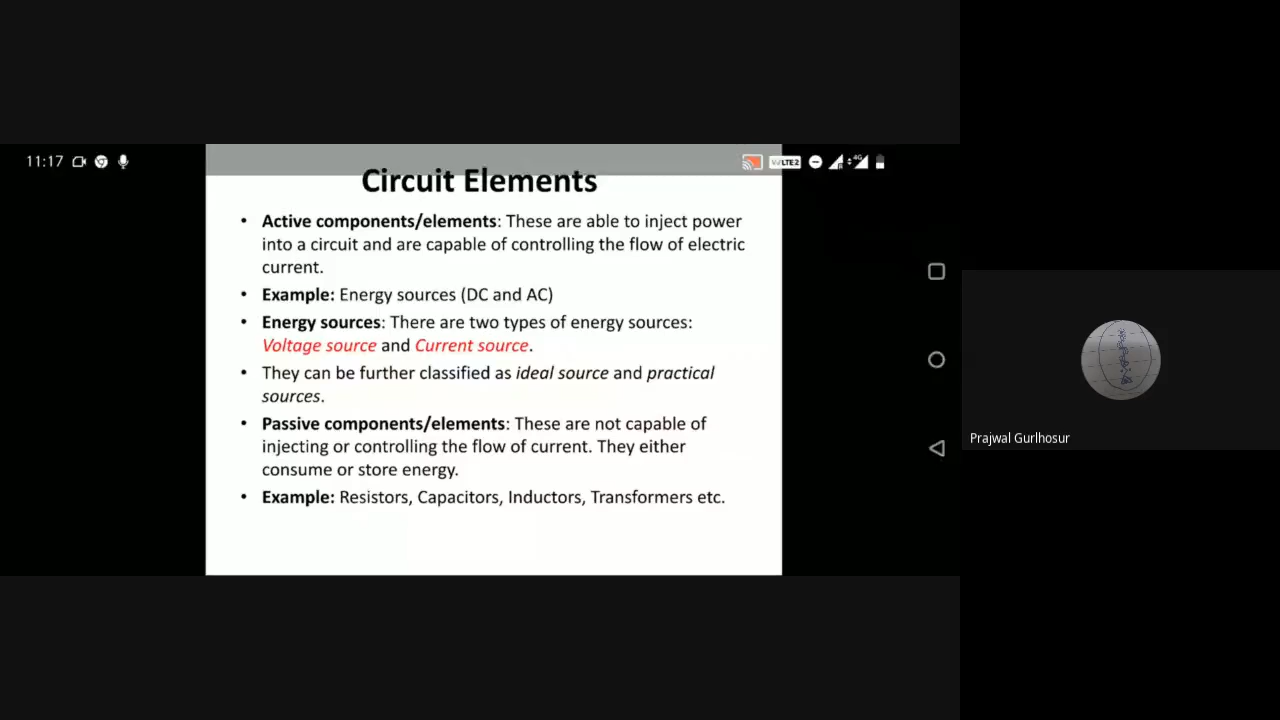 11:17
VoLTE2
4G
Circuit Elements
• Active components/elements: These are able to inject power
into a circuit and are capable of controlling the flow of electric
current.
• Example: Energy sources (DC and AC)
• Energy sources: There are two types of energy sources:
Voltage source and Current source.
• They can be further classified as ideal source and practical
sources.
• Passive components/elements: These are not capable of
injecting or controlling the flow of current. They either
consume or store energy.
• Example: Resistors, Capacitors, Inductors, Transformers etc.
Prajwal Gurlhosur